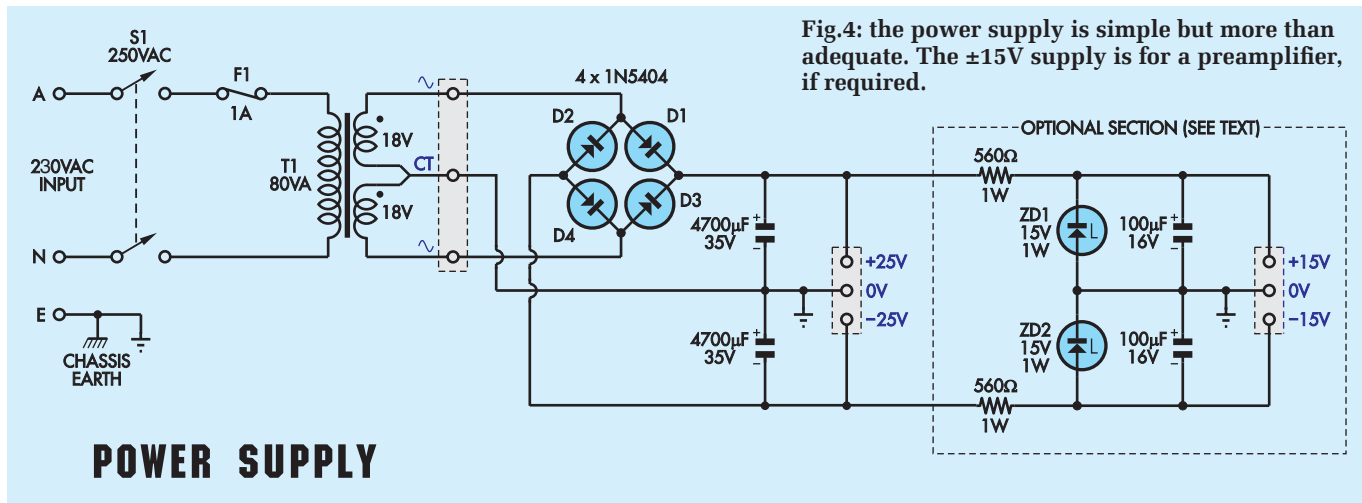 Fig.4: the power supply is simple but more than
adequate. The ±15V supply is for a preamplifier,
if required.
S1
250VAC
F1
1A
A
230VAC
INPUT
N
E
CHASSIS
EARTH
T1
80VA
18V
18V
∿
CT
∿
4 x 1N5404
D2
D1
D4
D3
4700µF
35V
+
–
4700µF
35V
+
–
+25V
0V
–25V
OPTIONAL SECTION (SEE TEXT)
560Ω
1W
ZD1
15V
1W
L
100µF
16V
+
–
ZD2
15V
1W
L
100µF
16V
+
–
560Ω
1W
+15V
0V
–15V
POWER SUPPLY